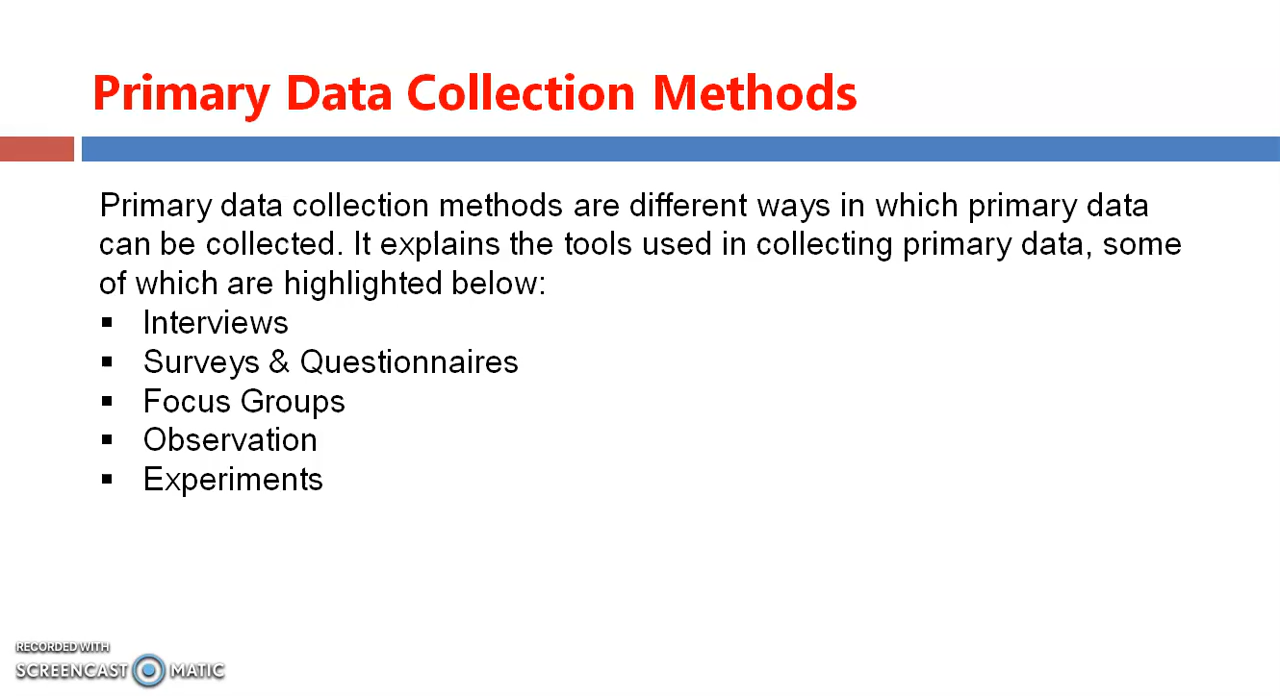 Primary Data Collection Methods
Primary data collection methods are different ways in which primary data
can be collected. It explains the tools used in collecting primary data, some
of which are highlighted below:
▪ Interviews
▪ Surveys & Questionnaires
▪ Focus Groups
▪ Observation
▪ Experiments
RECORDED WITH
SCREENCAST MATIC